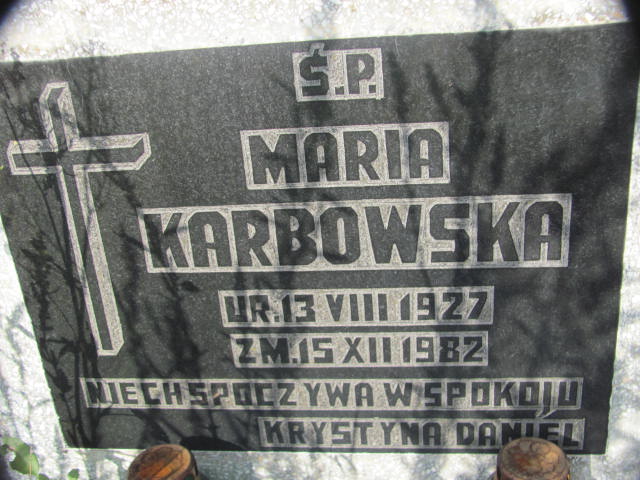 Ś.P.
MARIA
KARBOWSKA
UR.13 VIII 1927
ZM.15 XII 1982
NIECH SPOCZYWA W SPOKOJU
KRYSTYNA DANIEL